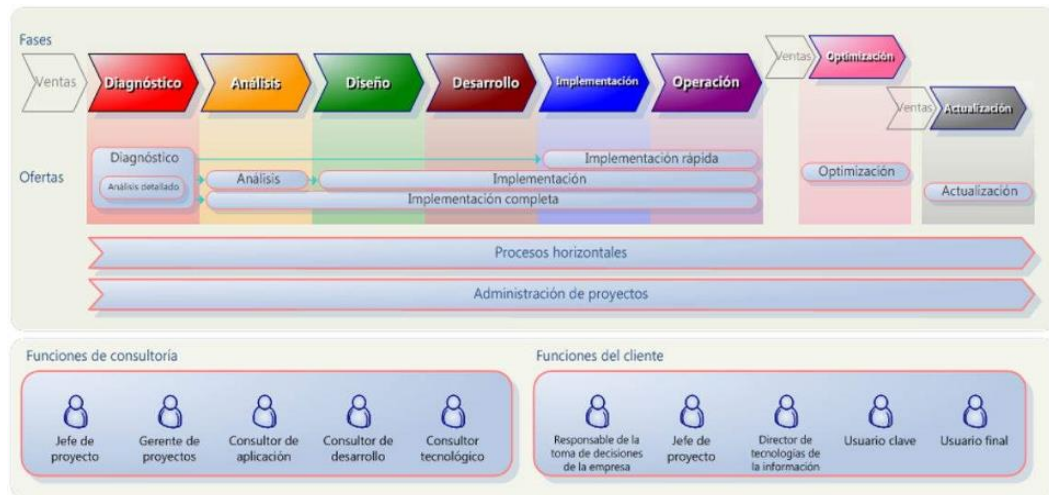 Fases
Ventas
Diagnóstico
Análisis
Diseño
Desarrollo
Implementación
Operación
Ventas
Optimización
Ventas
Actualización
Ofertas
Diagnóstico
Implementación rápida
Análisis detallado
Análisis
Implementación
Implementación completa
Optimización
Actualización
Procesos horizontales
Administración de proyectos
Funciones de consultoría
Jefe de
proyecto
Gerente de
proyectos
Consultor de
aplicación
Consultor de
desarrollo
Consultor
tecnológico
Funciones del cliente
Responsable de la
toma de decisiones
de la empresa
Jefe de
proyecto
Director de
tecnologías de
la información
Usuario clave
Usuario final